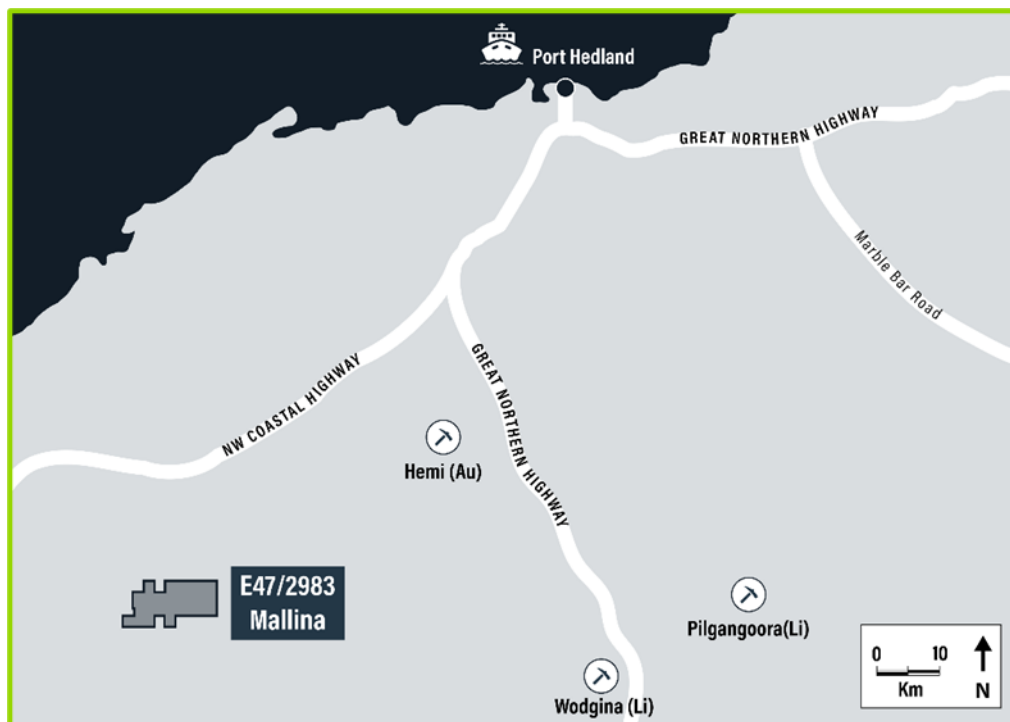 Port Hedland
GREAT NORTHERN HIGHWAY
Marble Bar Road
NW COASTAL HIGHWAY
GREAT NORTHERN HIGHWAY
Hemi (Au)
E47/2983
Mallina
Pilgangoora(Li)
Wodgina (Li)
0 10
Km
N